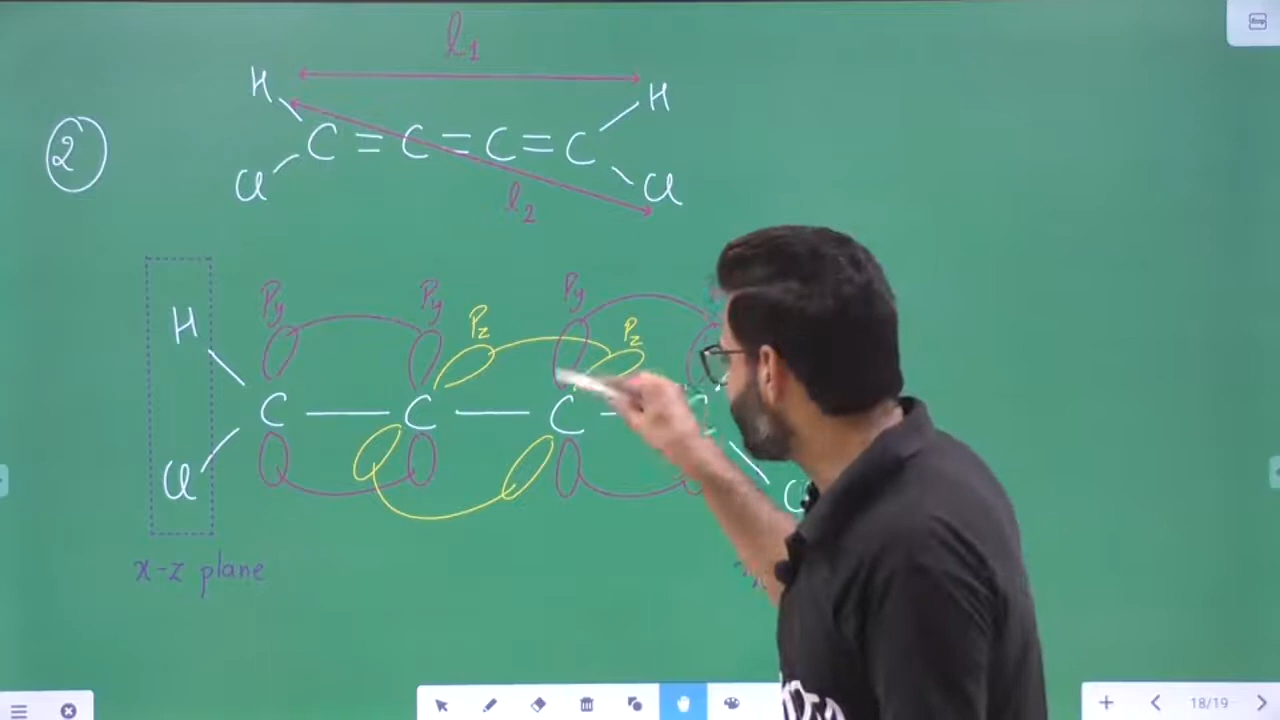 l₁
H H
② C = C = C = C
Cl l₂ Cl
Py Py Pz Py Pz
H
C — C — C —
Cl
x-z plane
18/19